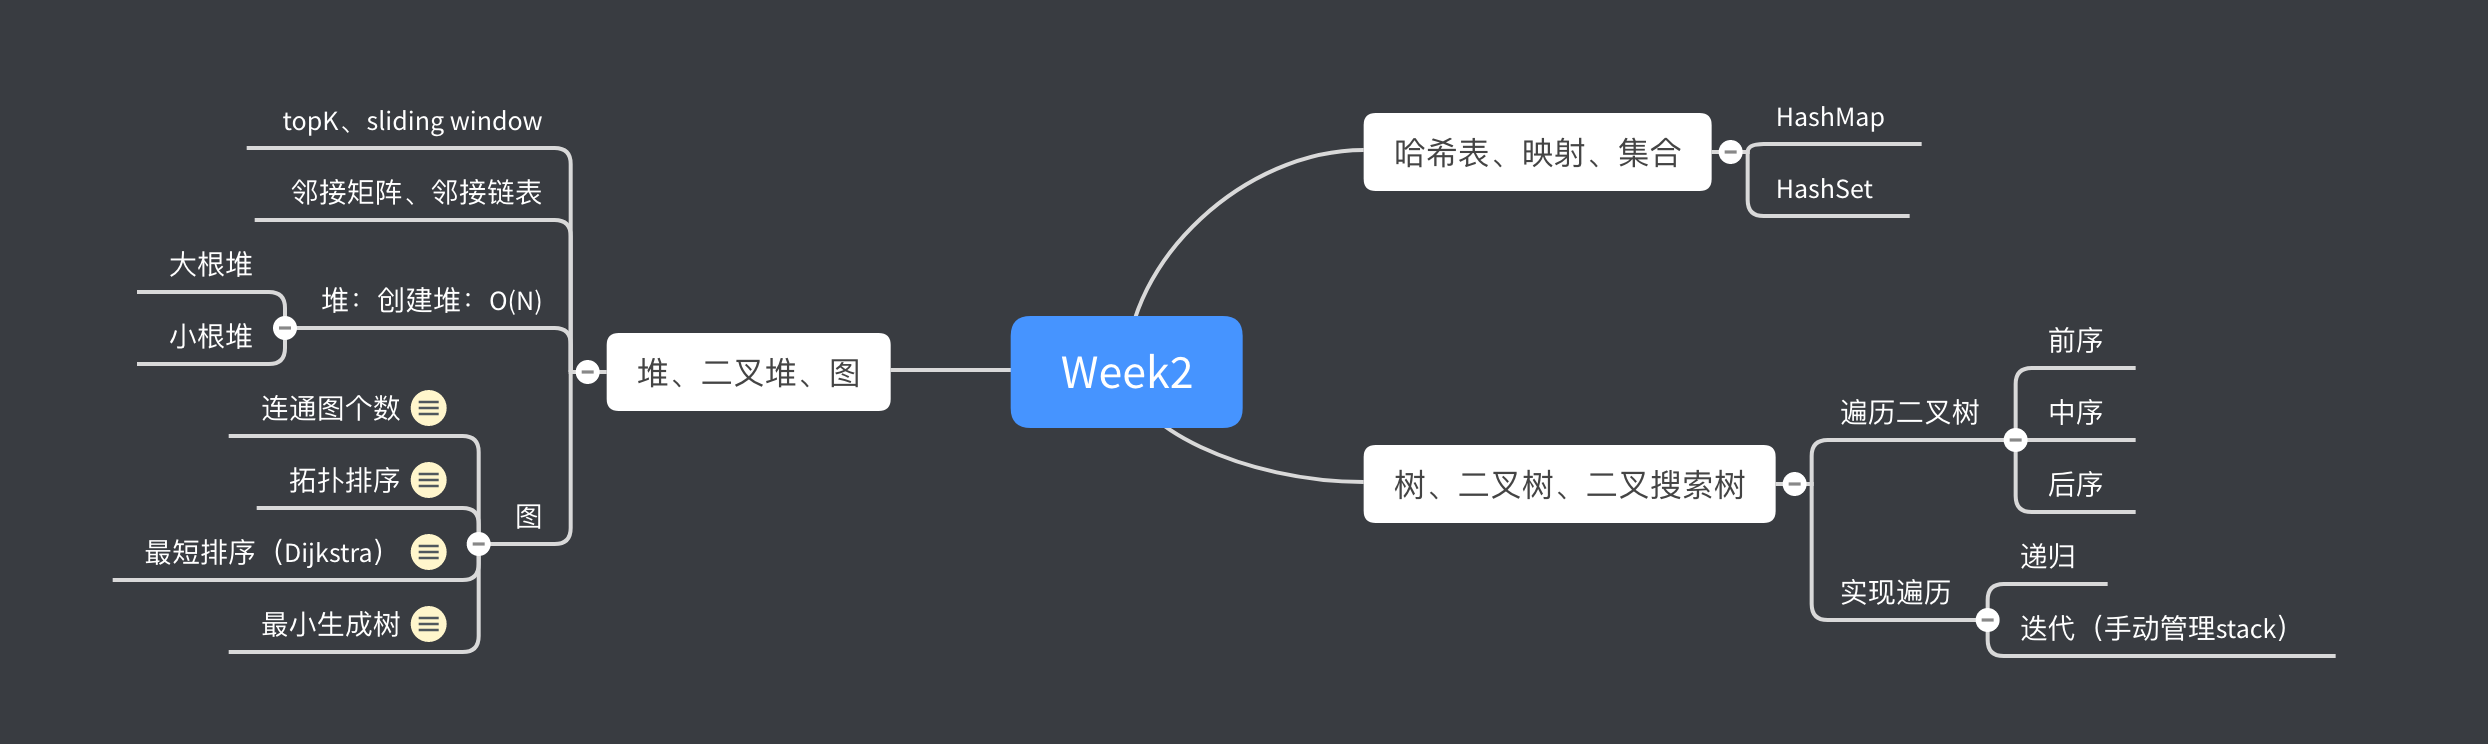 Week2
哈希表、映射、集合
HashMap
HashSet
树、二叉树、二叉搜索树
遍历二叉树
前序
中序
后序
实现遍历
递归
迭代（手动管理stack）
堆、二叉堆、图
topK、sliding window
邻接矩阵、邻接链表
堆：创建堆：O(N)
大根堆
小根堆
图
连通图个数
拓扑排序
最短排序（Dijkstra）
最小生成树